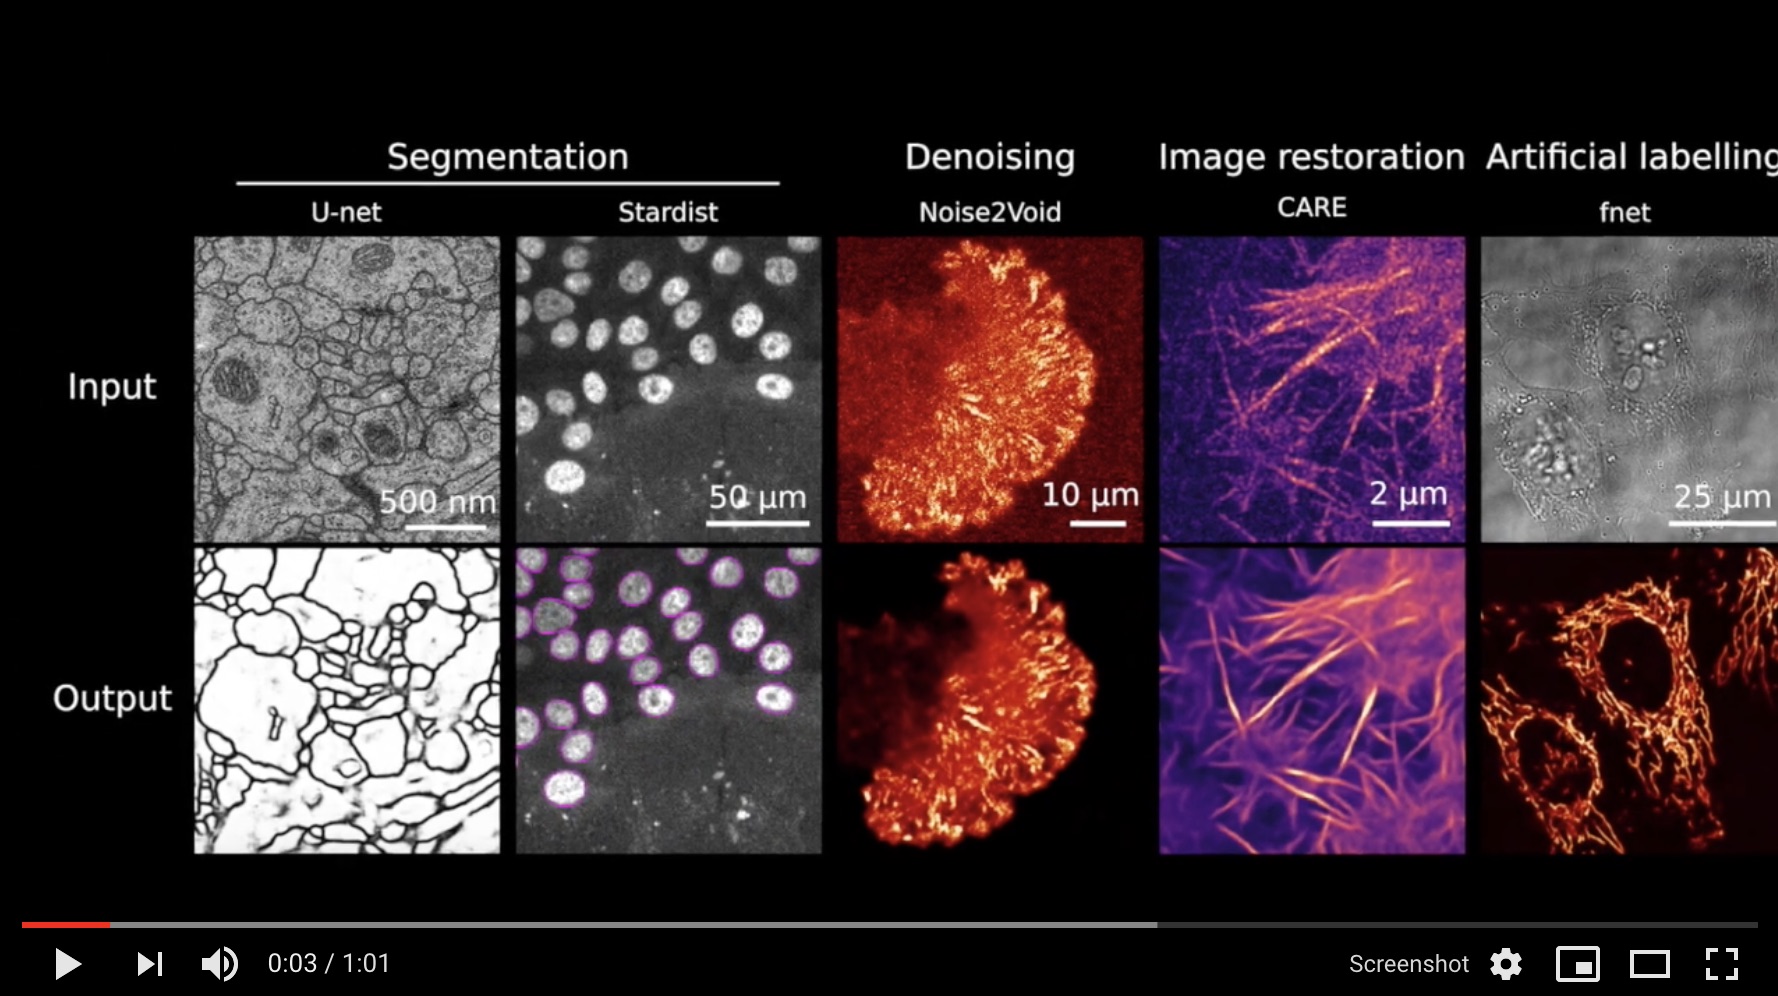 Segmentation
Denoising
Image restoration
Artificial labelling
U-net
Stardist
Noise2Void
CARE
fnet
Input
500 nm
50 µm
10 µm
2 µm
25 µm
Output
0:03 / 1:01
Screenshot